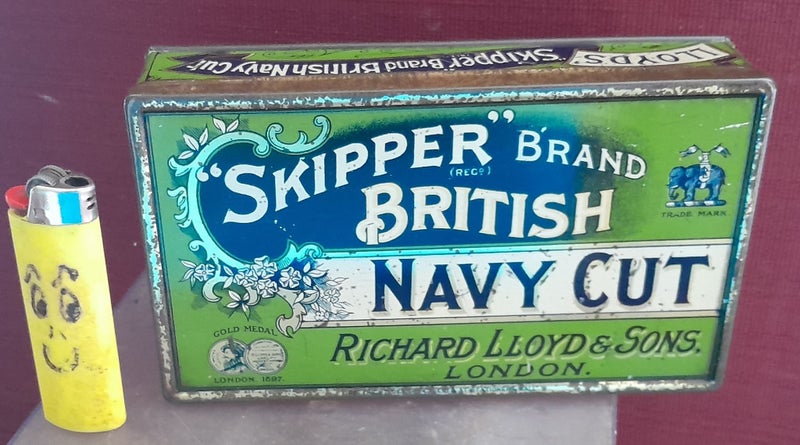 LLOYDS' "Skipper" Brand British Navy Cut
"SKIPPER" BRAND
(REGD)
BRITISH
TRADE MARK.
NAVY CUT
GOLD MEDAL
LONDON. 1897.
RICHARD LLOYD & SONS.
LONDON.